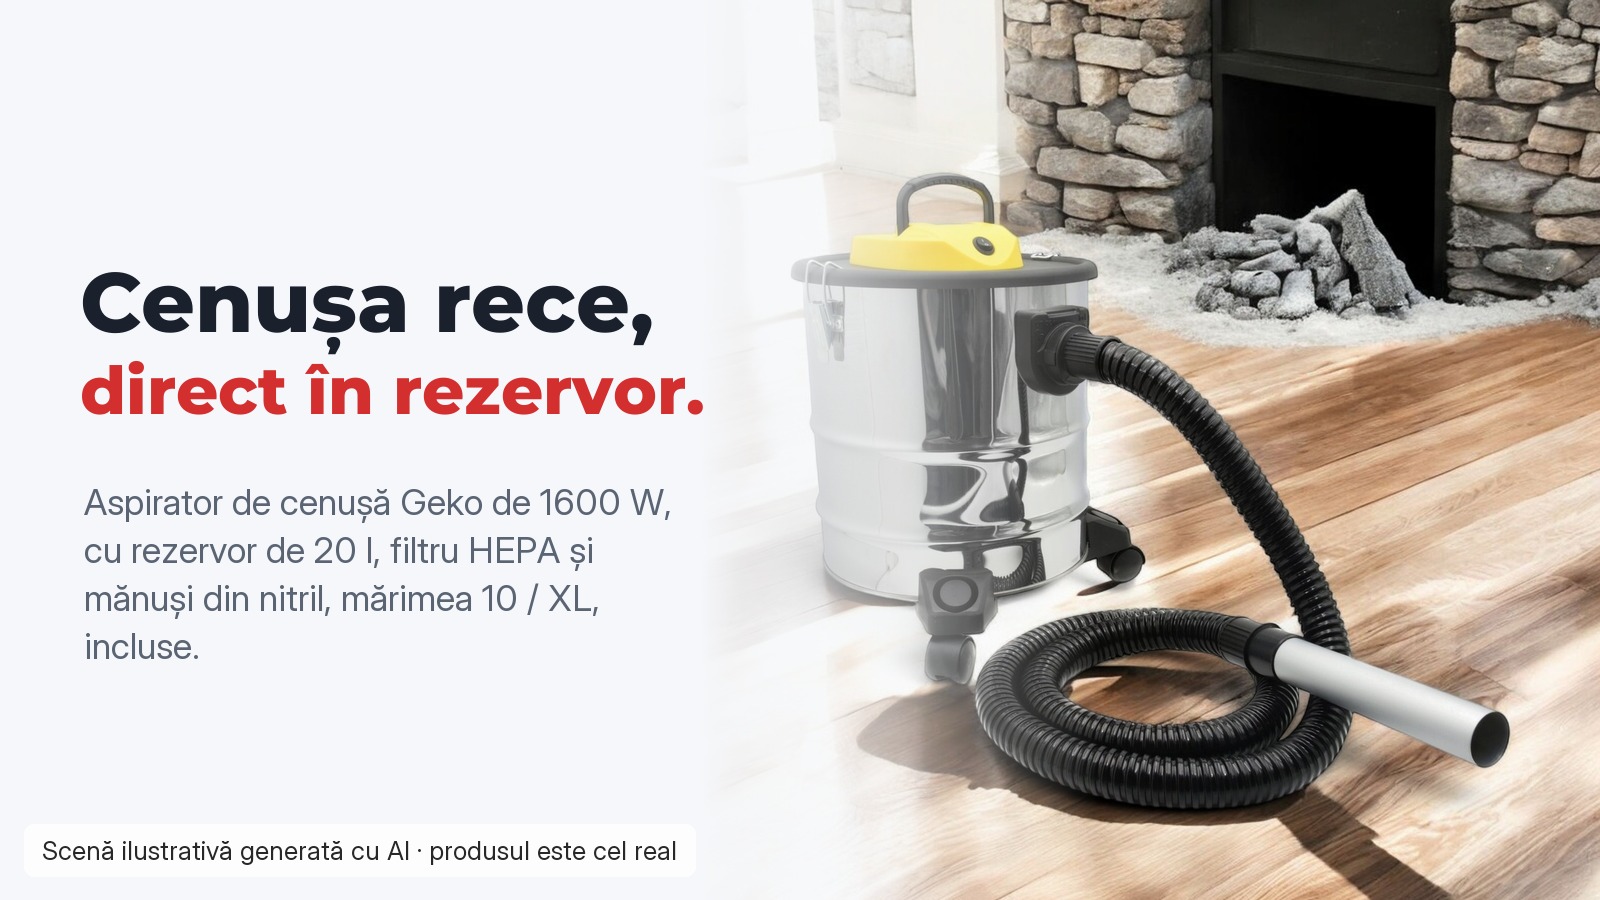 Cenușa rece,
direct în rezervor.
Aspirator de cenușă Geko de 1600 W,
cu rezervor de 20 l, filtru HEPA și
mănuși din nitril, mărimea 10 / XL,
incluse.
Scenă ilustrativă generată cu AI · produsul este cel real